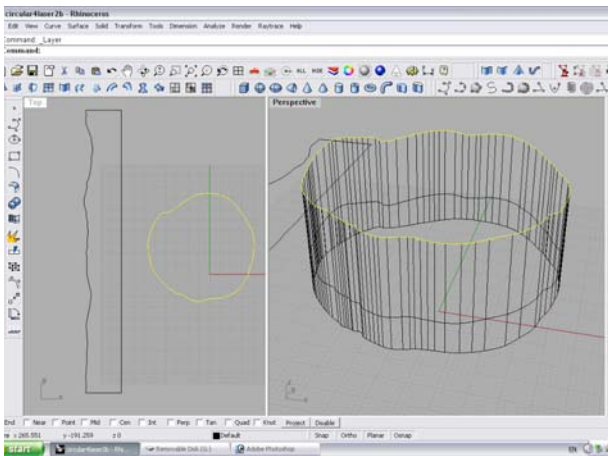 circular4laser2b - Rhinoceros
Edit View Curve Surface Solid Transform Tools Dimension Analyze Render Raytrace Help
Command: _Layer
Command:
Top
Perspective
End Near Point Mid Cen Int Perp Tan Quad Knot Project Disable
x 265.551 y -191.259 z 0 Default Snap Ortho Planar Osnap
start circular4laser2b - Rhi... Removable Disk (G:) Adobe Photoshop EN